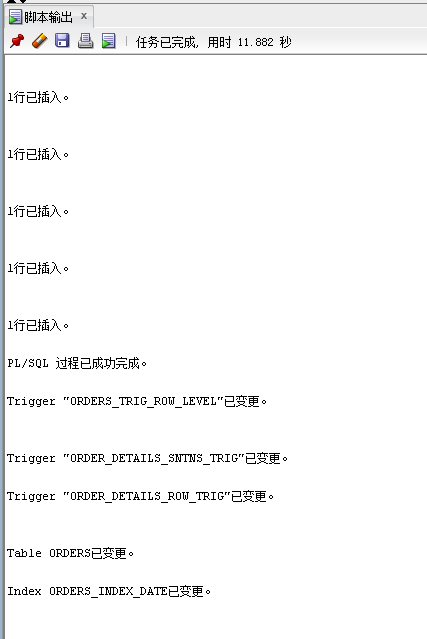 脚本输出 x
任务已完成, 用时 11.882 秒
1行已插入。
1行已插入。
1行已插入。
1行已插入。
1行已插入。
PL/SQL 过程已成功完成。
Trigger "ORDERS_TRIG_ROW_LEVEL"已变更。
Trigger "ORDER_DETAILS_SNTNS_TRIG"已变更。
Trigger "ORDER_DETAILS_ROW_TRIG"已变更。
Table ORDERS已变更。
Index ORDERS_INDEX_DATE已变更。